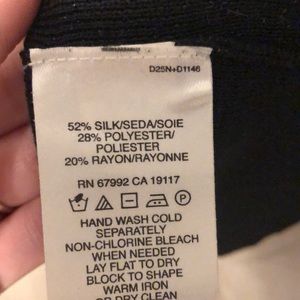 D25N+D1146
52% SILK/SEDA/SOIE
28% POLYESTER/
POLIESTER
20% RAYON/RAYONNE
RN 67992 CA 19117
HAND WASH COLD
SEPARATELY
NON-CHLORINE BLEACH
WHEN NEEDED
LAY FLAT TO DRY
BLOCK TO SHAPE
WARM IRON
OR DRY CLEAN